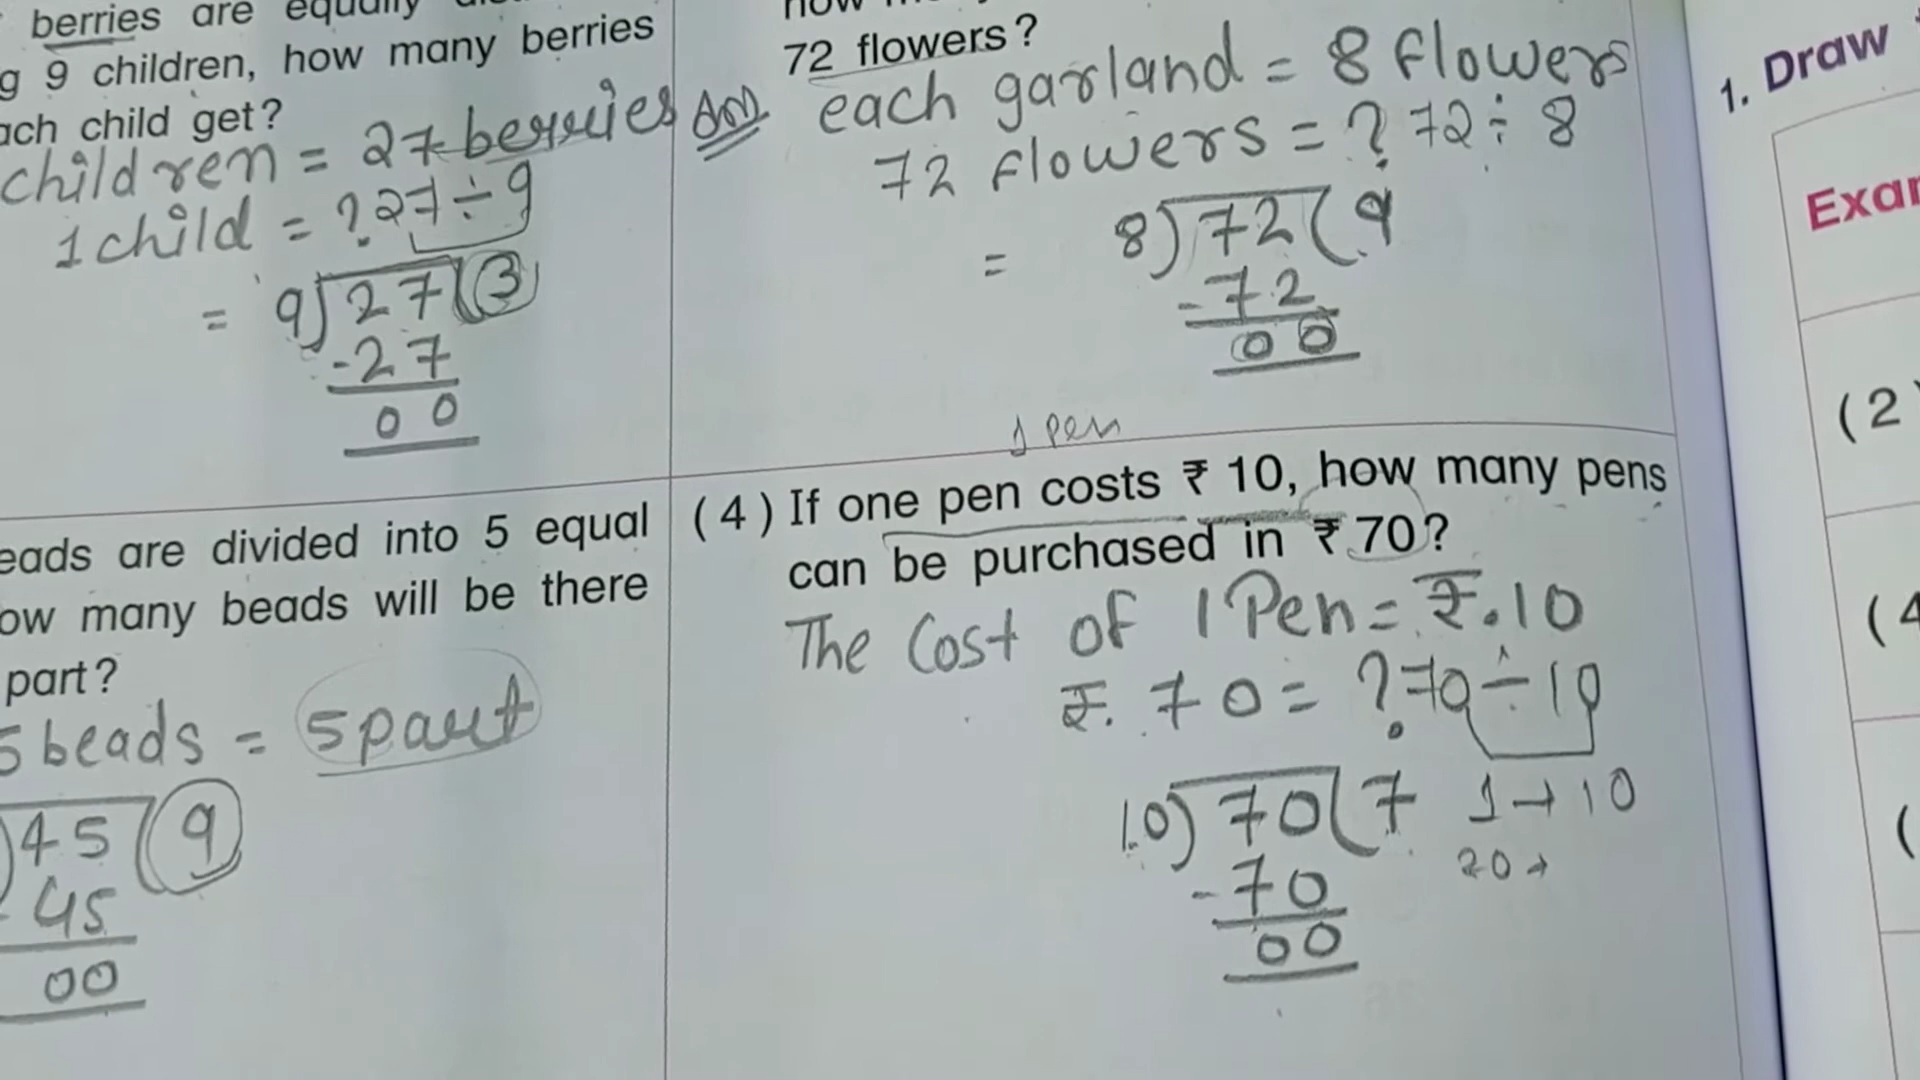 berries are equally
g 9 children, how many berries
ach child get?
children = 27 berries Ans
1 child = ? 27 ÷ 9
= 9) 27 (3
-27
00
72 flowers?
each garland = 8 flowers
72 flowers = ? 72 ÷ 8
= 8) 72 ( 9
-72
00
eads are divided into 5 equal
ow many beads will be there
part?
5 beads = 5 part
) 45 ( 9
- 45
00
1 pen
(4) If one pen costs ₹ 10, how many pens
can be purchased in ₹ 70?
The Cost of 1 Pen = ₹. 10
₹. 70 = ? 70 ÷ 10
10) 70 ( 7 1 → 10
-70 20 →
00
1. Draw
Exa
(2
(4
(